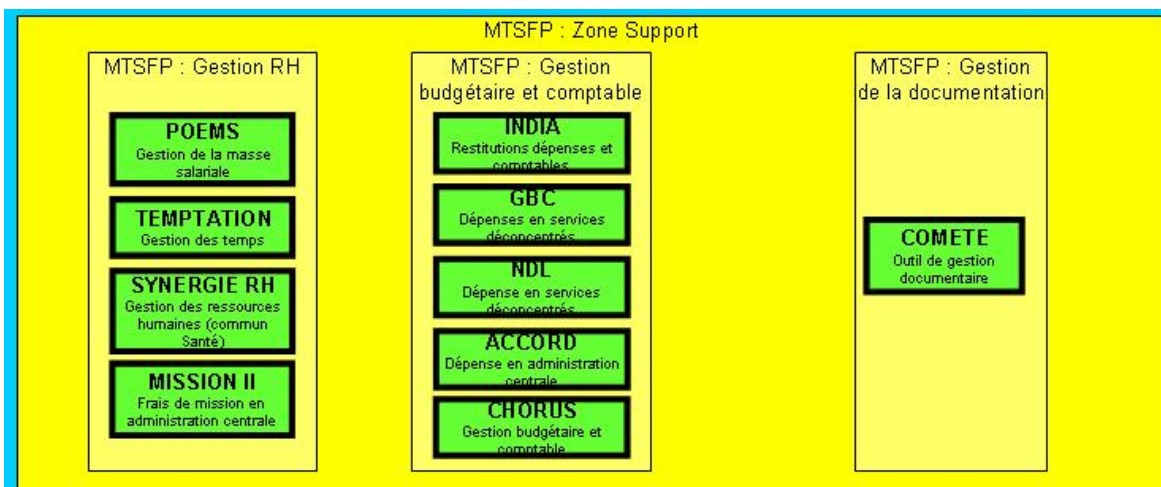 MTSFP : Zone Support
MTSFP : Gestion RH
POEMS
Gestion de la masse
salariale
TEMPTATION
Gestion des temps
SYNERGIE RH
Gestion des ressources
humaines (commun
Santé)
MISSION II
Frais de mission en
administration centrale
MTSFP : Gestion
budgétaire et comptable
INDIA
Restitutions dépenses et
comptables
GBC
Dépenses en services
déconcentrés
NDL
Dépense en services
déconcentrés
ACCORD
Dépense en administration
centrale
CHORUS
Gestion budgétaire et
comptable
MTSFP : Gestion
de la documentation
COMETE
Outil de gestion
documentaire